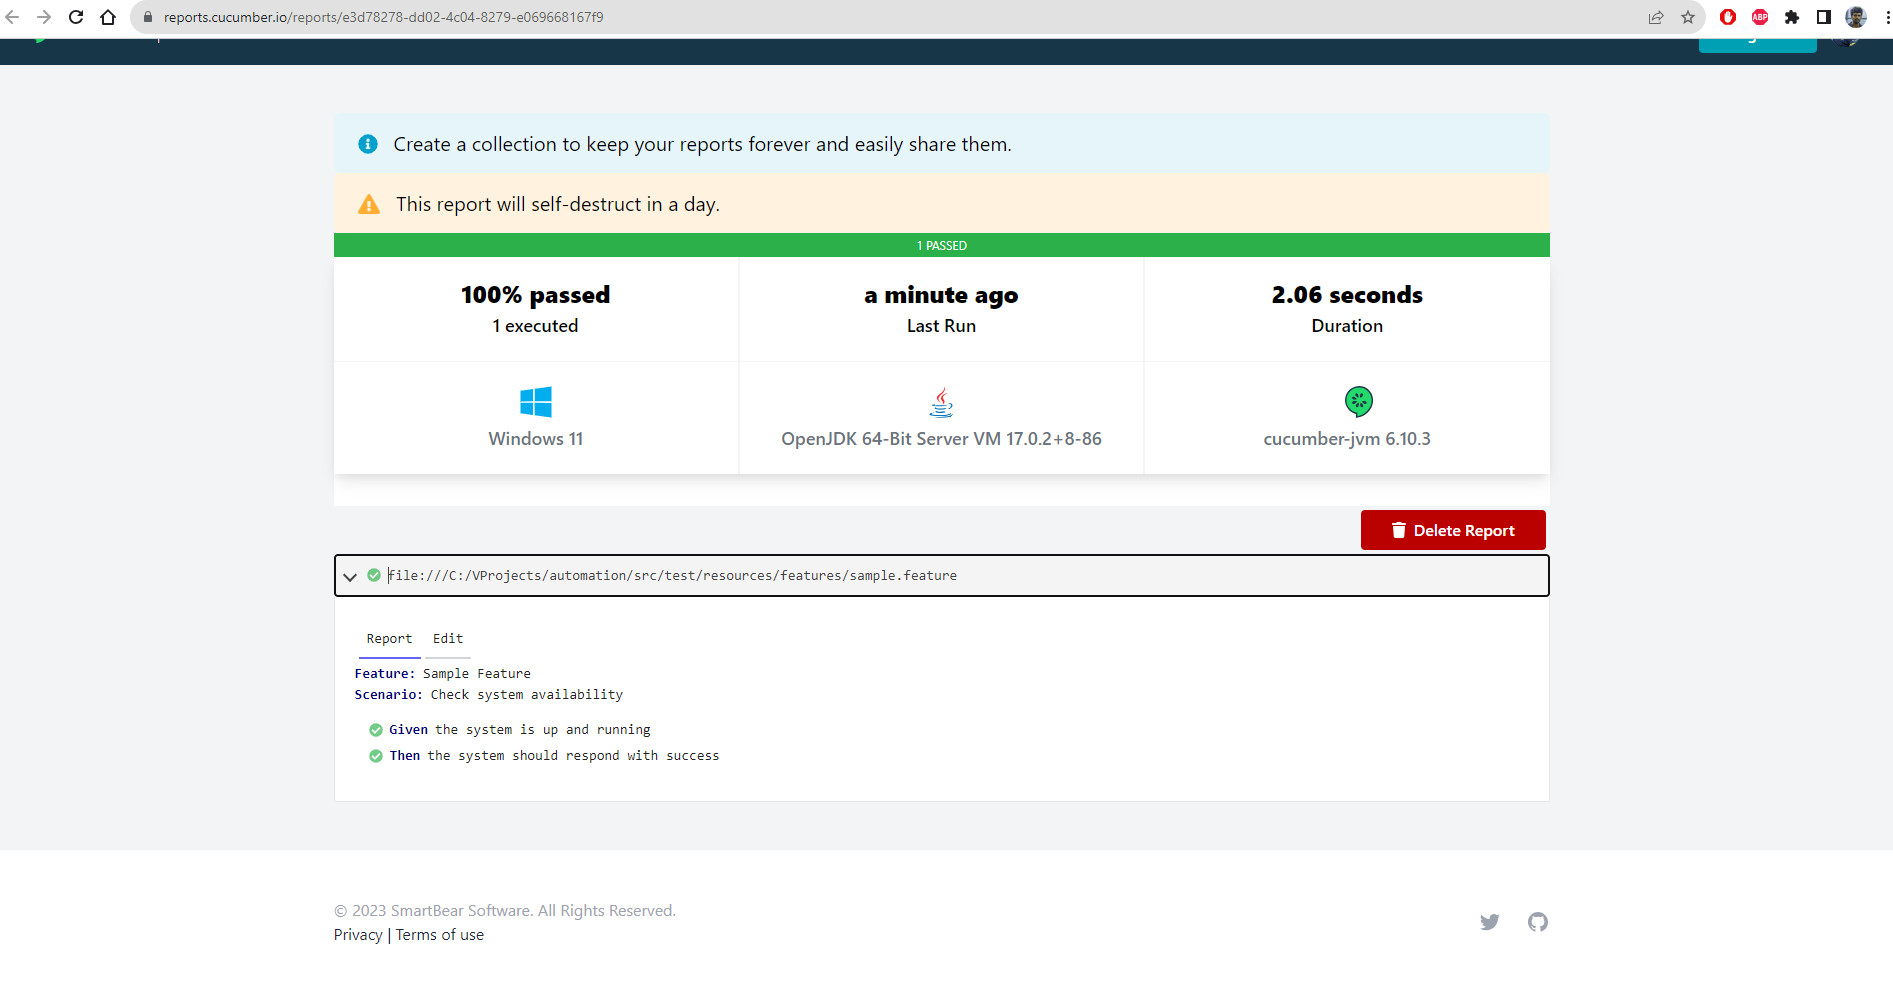 reports.cucumber.io/reports/e3d78278-dd02-4c04-8279-e069668167f9
ABP
Create a collection to keep your reports forever and easily share them.
This report will self-destruct in a day.
1 PASSED
100% passed
1 executed
a minute ago
Last Run
2.06 seconds
Duration
Windows 11
OpenJDK 64-Bit Server VM 17.0.2+8-86
cucumber-jvm 6.10.3
Delete Report
file:///C:/VProjects/automation/src/test/resources/features/sample.feature
Report Edit
Feature: Sample Feature
Scenario: Check system availability
Given the system is up and running
Then the system should respond with success
© 2023 SmartBear Software. All Rights Reserved.
Privacy | Terms of use